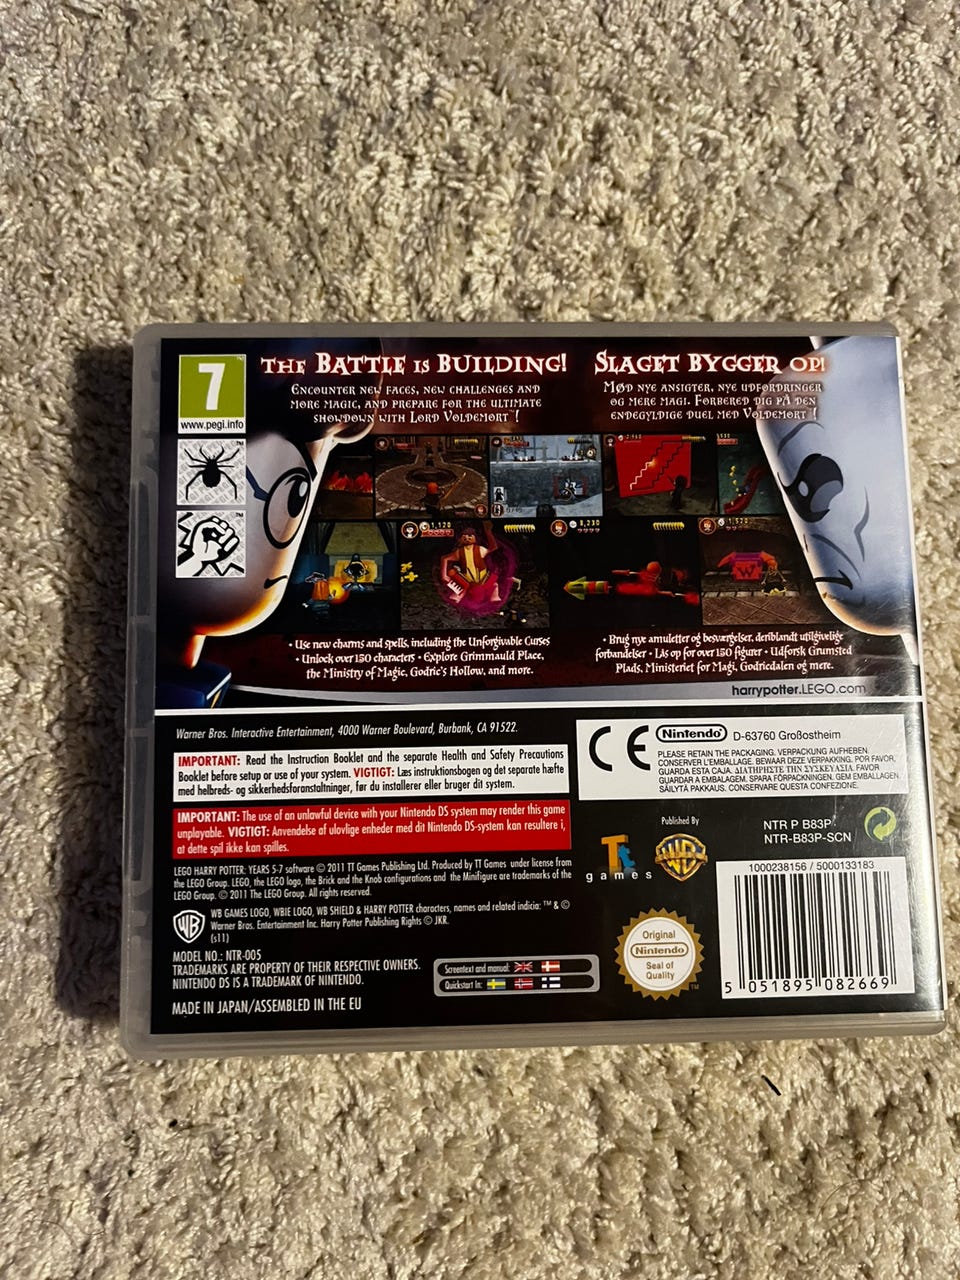 7
www.pegi.info
THE BATTLE IS BUILDING!
ENCOUNTER NEW FACES, NEW CHALLENGES AND
MORE MAGIC, AND PREPARE FOR THE ULTIMATE
SHOWDOWN WITH LORD VOLDEMORT™!
SLAGET BYGGER OP!
MØD NYE ANSIGTER, NYE UDFORDRINGER
OG MERE MAGI. FORBERED DIG PÅ DEN
ENDEGYLDIGE DUEL MED VOLDEMORT™!
• Use new charms and spells, including the Unforgivable Curses
• Unlock over 150 characters • Explore Grimmauld Place,
the Ministry of Magic, Godric's Hollow, and more.
• Brug nye amuletter og besværgelser, deriblandt utilgivelige
forbandelser • Lås op for over 150 figurer • Udforsk Grumsted
Plads, Ministeriet for Magi, Godricdalen og mere.
harrypotter.LEGO.com
Warner Bros. Interactive Entertainment, 4000 Warner Boulevard, Burbank, CA 91522.
IMPORTANT: Read the Instruction Booklet and the separate Health and Safety Precautions
Booklet before setup or use of your system. VIGTIGT: Læs instruktionsbogen og det separate hæfte
med helbreds- og sikkerhedsforanstaltninger, før du installerer eller bruger dit system.
IMPORTANT: The use of an unlawful device with your Nintendo DS system may render this game
unplayable. VIGTIGT: Anvendelse af ulovlige enheder med dit Nintendo DS-system kan resultere i,
at dette spil ikke kan spilles.
LEGO HARRY POTTER: YEARS 5-7 software © 2011 TT Games Publishing Ltd. Produced by TT Games under license from
the LEGO Group. LEGO, the LEGO logo, the Brick and the Knob configurations and the Minifigure are trademarks of the
LEGO Group. © 2011 The LEGO Group. All rights reserved.
WB GAMES LOGO, WBIE LOGO, WB SHIELD & HARRY POTTER characters, names and related indicia: ™ & ©
Warner Bros. Entertainment Inc. Harry Potter Publishing Rights © JKR.
(s11)
MODEL NO.: NTR-005
TRADEMARKS ARE PROPERTY OF THEIR RESPECTIVE OWNERS.
NINTENDO DS IS A TRADEMARK OF NINTENDO.
MADE IN JAPAN/ASSEMBLED IN THE EU
Screentext and manual:
Quickstart In:
CE
Nintendo D-63760 Großostheim
PLEASE RETAIN THE PACKAGING. VERPACKUNG AUFHEBEN.
CONSERVER L'EMBALLAGE. BEWAAR DEZE VERPAKKING. POR FAVOR,
GUARDA ESTA CAJA. ΔΙΑΤΗΡΗΣΤΕ ΤΗΝ ΣΥΣΚΕΥΑΣΙΑ. FAVOR
GUARDAR A EMBALAGEM. SPARA FÖRPACKNINGEN. GEM EMBALLAGEN.
SÄILYTÄ PAKKAUS. CONSERVARE QUESTA CONFEZIONE.
Tt
games
Published By
WB
NTR P B83P
NTR-B83P-SCN
Original
Nintendo
Seal of
Quality
1000238156 / 5000133183
5 051895 082669